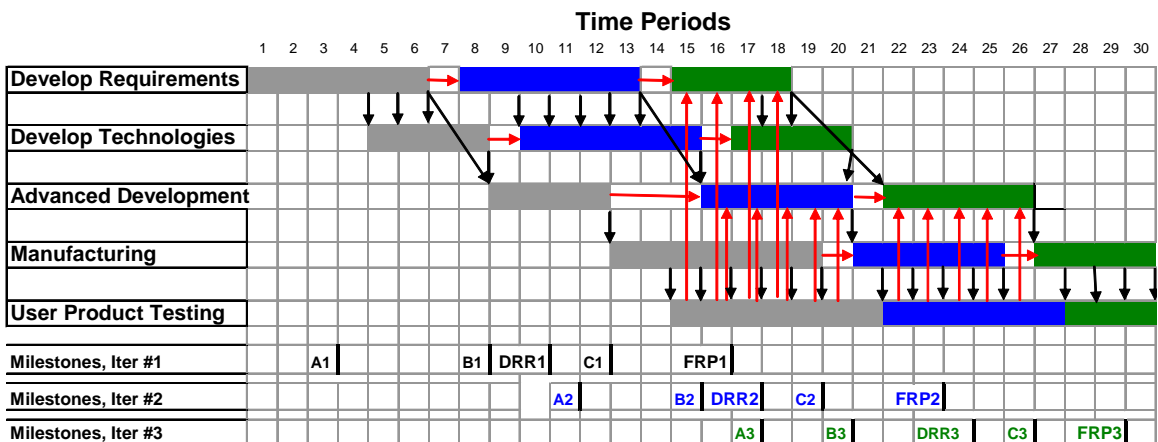 Time Periods
1 2 3 4 5 6 7 8 9 10 11 12 13 14 15 16 17 18 19 20 21 22 23 24 25 26 27 28 29 30
Develop Requirements
Develop Technologies
Advanced Development
Manufacturing
User Product Testing
Milestones, Iter #1 A1 B1 DRR1 C1 FRP1
Milestones, Iter #2 A2 B2 DRR2 C2 FRP2
Milestones, Iter #3 A3 B3 DRR3 C3 FRP3